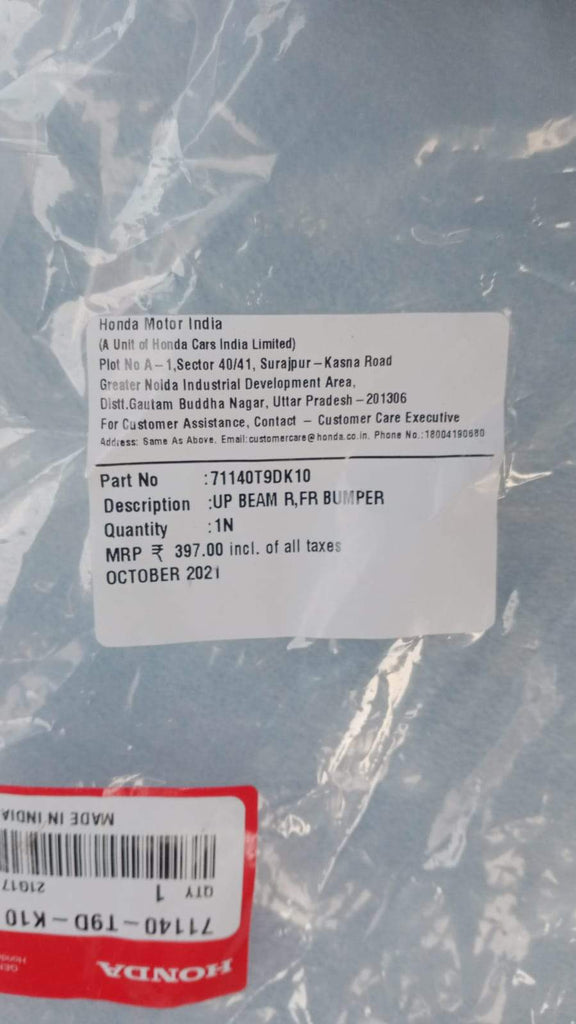 Honda Motor India
(A Unit of Honda Cars India Limited)
Plot No A-1,Sector 40/41, Surajpur-Kasna Road
Greater Noida Industrial Development Area,
Distt.Gautam Buddha Nagar, Uttar Pradesh-201306
For Customer Assistance, Contact - Customer Care Executive
Address: Same As Above. Email:customercare@honda.co.in. Phone No.:18004190680
Part No :71140T9DK10
Description :UP BEAM R,FR BUMPER
Quantity :1N
MRP ₹ 397.00 incl. of all taxes
OCTOBER 2021
HONDA
71140-T9D-K10
QTY 1 21G17
MADE IN INDIA